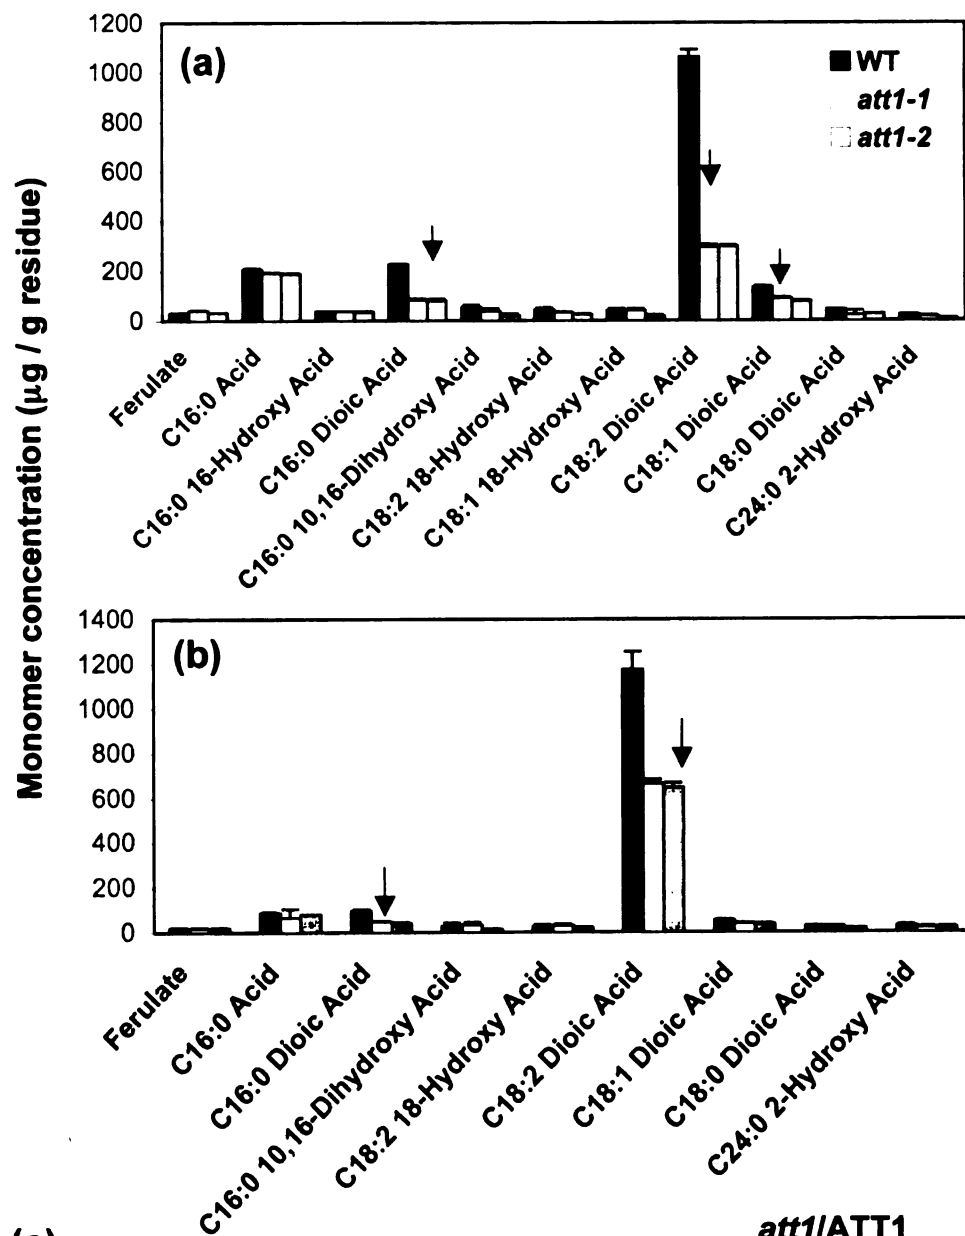 Monomer concentration (µg / g residue)
1200
1000
800
600
400
200
0
(a)
WT
att1-1
att1-2
Ferulate
C16:0 Acid
C16:0 16-Hydroxy Acid
C16:0 Dioic Acid
C16:0 10,16-Dihydroxy Acid
C18:2 18-Hydroxy Acid
C18:1 18-Hydroxy Acid
C18:2 Dioic Acid
C18:1 Dioic Acid
C18:0 Dioic Acid
C24:0 2-Hydroxy Acid
1400
1200
1000
800
600
400
200
0
(b)
Ferulate
C16:0 Acid
C16:0 Dioic Acid
C16:0 10,16-Dihydroxy Acid
C18:2 18-Hydroxy Acid
C18:2 Dioic Acid
C18:1 Dioic Acid
C18:0 Dioic Acid
C24:0 2-Hydroxy Acid
att1/ATT1